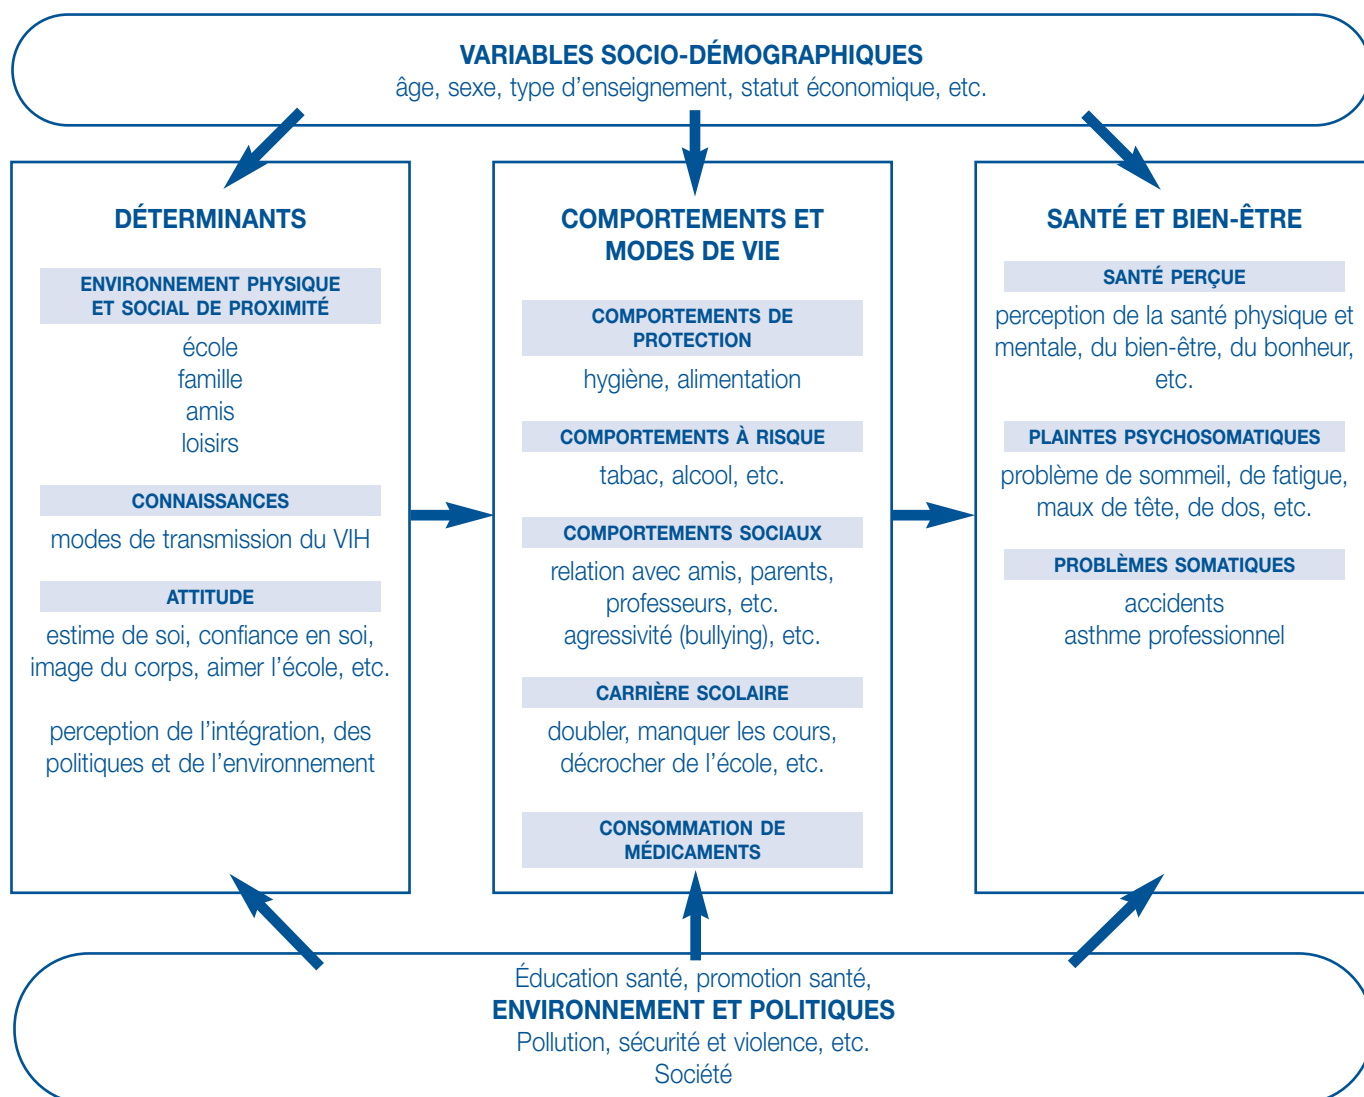 VARIABLES SOCIO-DÉMOGRAPHIQUES
âge, sexe, type d’enseignement, statut économique, etc.
DÉTERMINANTS
ENVIRONNEMENT PHYSIQUE
ET SOCIAL DE PROXIMITÉ
école
famille
amis
loisirs
CONNAISSANCES
modes de transmission du VIH
ATTITUDE
estime de soi, confiance en soi,
image du corps, aimer l’école, etc.
perception de l’intégration, des
politiques et de l’environnement
COMPORTEMENTS ET
MODES DE VIE
COMPORTEMENTS DE
PROTECTION
hygiène, alimentation
COMPORTEMENTS À RISQUE
tabac, alcool, etc.
COMPORTEMENTS SOCIAUX
relation avec amis, parents,
professeurs, etc.
agressivité (bullying), etc.
CARRIÈRE SCOLAIRE
doubler, manquer les cours,
décrocher de l’école, etc.
CONSOMMATION DE
MÉDICAMENTS
SANTÉ ET BIEN-ÊTRE
SANTÉ PERÇUE
perception de la santé physique et
mentale, du bien-être, du bonheur,
etc.
PLAINTES PSYCHOSOMATIQUES
problème de sommeil, de fatigue,
maux de tête, de dos, etc.
PROBLÈMES SOMATIQUES
accidents
asthme professionnel
Éducation santé, promotion santé,
ENVIRONNEMENT ET POLITIQUES
Pollution, sécurité et violence, etc.
Société